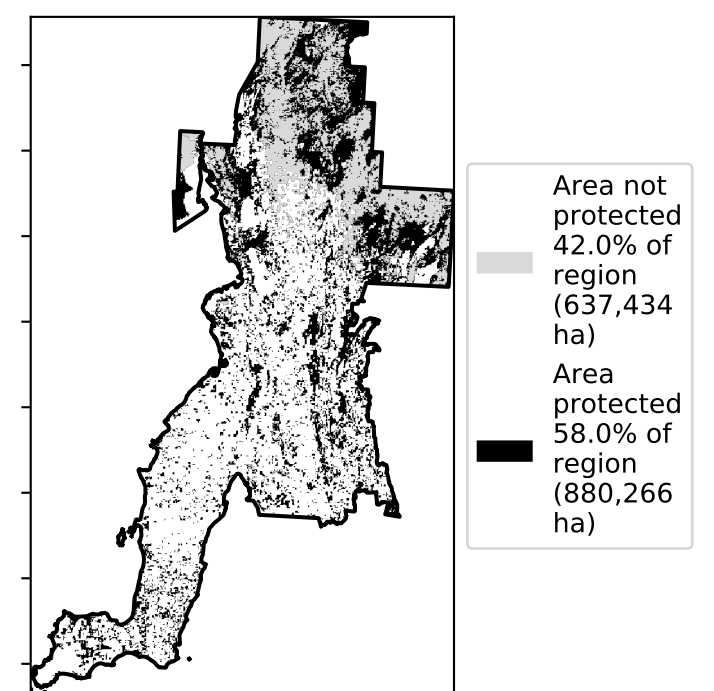 Area not
protected
42.0% of
region
(637,434
ha)
Area
protected
58.0% of
region
(880,266
ha)